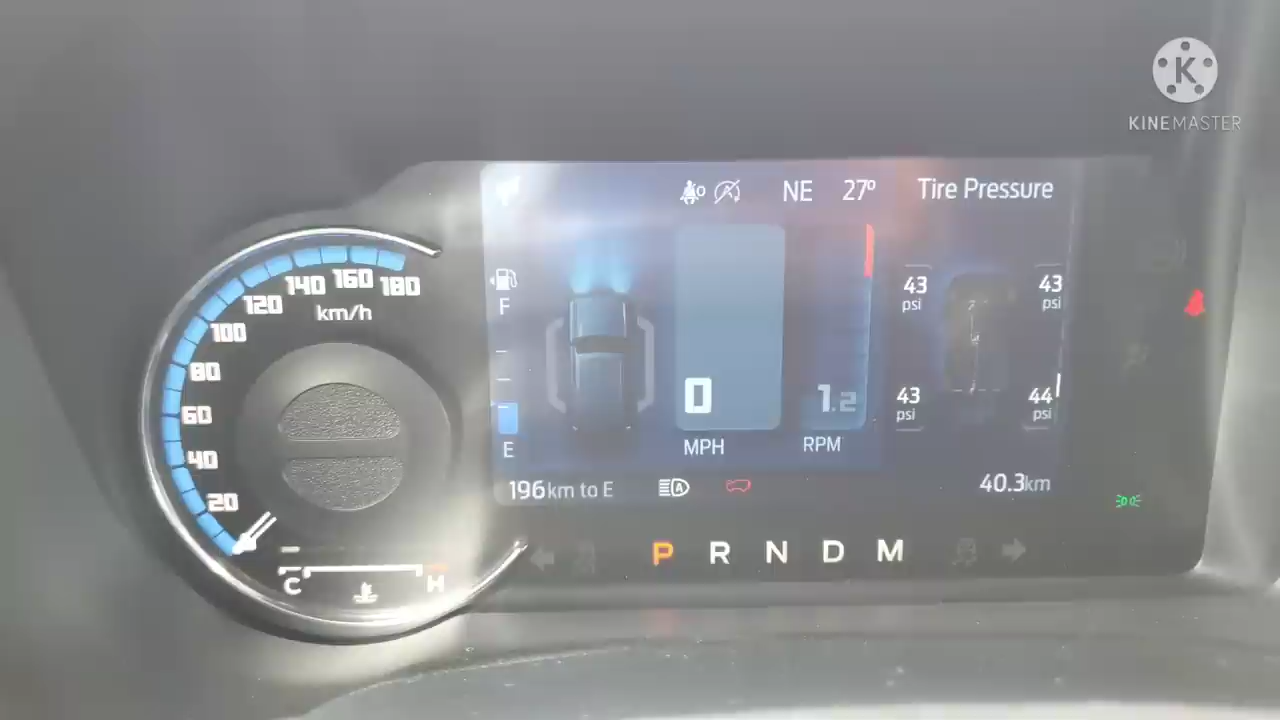 K
KINEMASTER
NE 27° Tire Pressure
180
160
140
120
100
80
60
40
20
km/h
F
E
43 psi
43 psi
43 psi
44 psi
0
MPH
1.2
RPM
196km to E
A
40.3km
P R N D M
C H